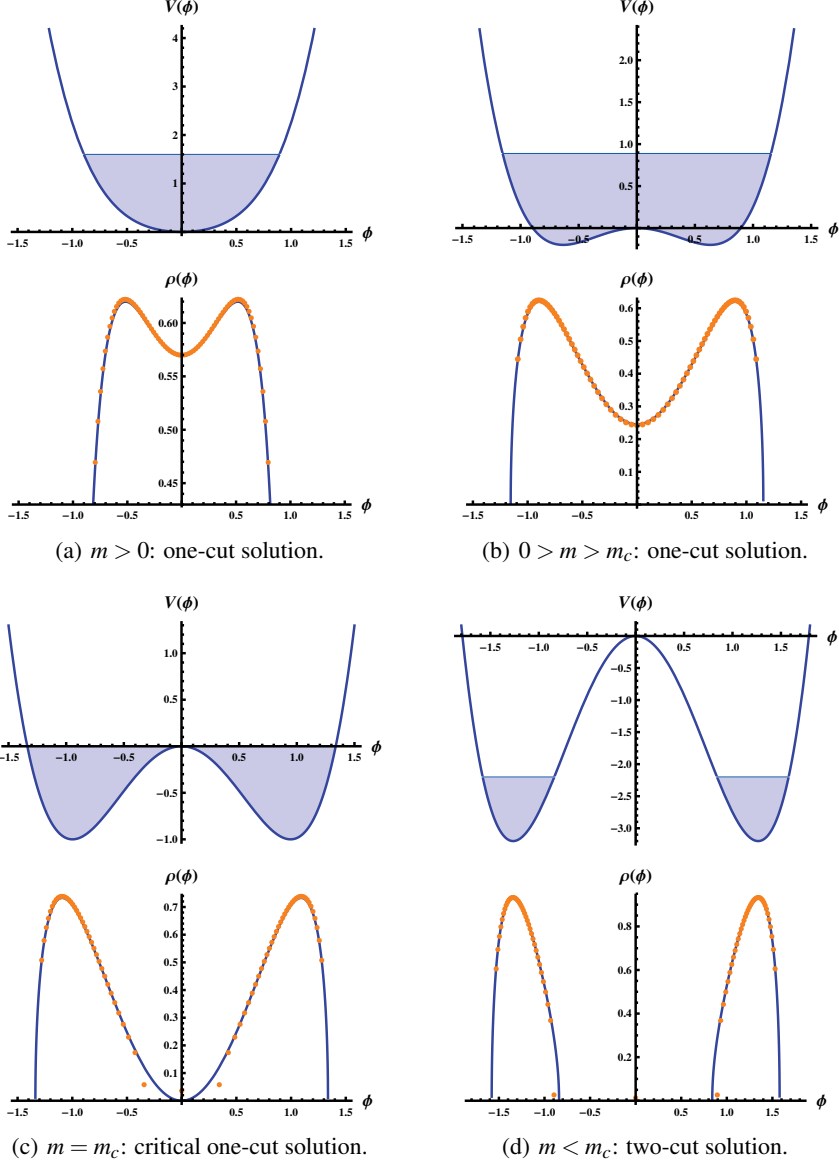 V(ϕ)
4
3
2
1
−1.5 −1.0 −0.5 0.5 1.0 1.5 ϕ
V(ϕ)
2.0
1.5
1.0
0.5
−1.5 −1.0 −0.5 0.5 1.0 1.5 ϕ
ρ(ϕ)
0.60
0.55
0.50
0.45
−1.5 −1.0 −0.5 0.5 1.0 1.5 ϕ
ρ(ϕ)
0.6
0.5
0.4
0.3
0.2
0.1
−1.5 −1.0 −0.5 0.5 1.0 1.5 ϕ
(a) m > 0: one-cut solution.
(b) 0 > m > m_c: one-cut solution.
V(ϕ)
1.0
0.5
−1.5 −1.0 −0.5 0.5 1.0 1.5 ϕ
−0.5
−1.0
V(ϕ)
−1.5 −1.0 −0.5 0.5 1.0 1.5 ϕ
−0.5
−1.0
−1.5
−2.0
−2.5
−3.0
ρ(ϕ)
0.7
0.6
0.5
0.4
0.3
0.2
0.1
−1.5 −1.0 −0.5 0.5 1.0 1.5 ϕ
ρ(ϕ)
0.8
0.6
0.4
0.2
−1.5 −1.0 −0.5 0.5 1.0 1.5 ϕ
(c) m = m_c: critical one-cut solution.
(d) m < m_c: two-cut solution.